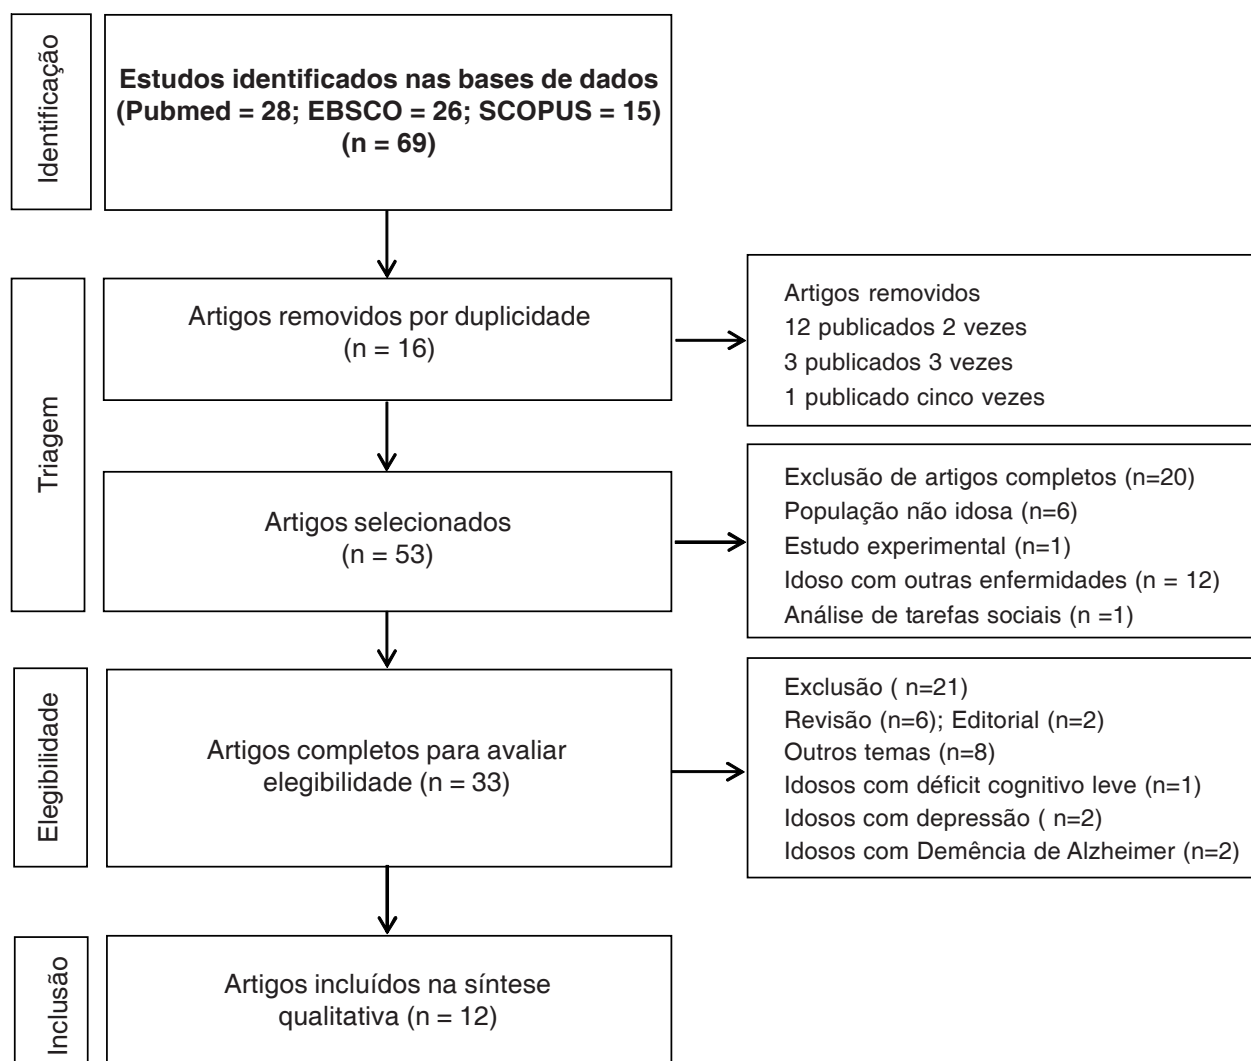 Identificação
Estudos identificados nas bases de dados
(Pubmed = 28; EBSCO = 26; SCOPUS = 15)
(n = 69)
Triagem
Artigos removidos por duplicidade
(n = 16)
Artigos removidos
12 publicados 2 vezes
3 publicados 3 vezes
1 publicado cinco vezes
Artigos selecionados
(n = 53)
Exclusão de artigos completos (n=20)
População não idosa (n=6)
Estudo experimental (n=1)
Idoso com outras enfermidades (n = 12)
Análise de tarefas sociais (n =1)
Elegibilidade
Artigos completos para avaliar
elegibilidade (n = 33)
Exclusão ( n=21)
Revisão (n=6); Editorial (n=2)
Outros temas (n=8)
Idosos com déficit cognitivo leve (n=1)
Idosos com depressão ( n=2)
Idosos com Demência de Alzheimer (n=2)
Inclusão
Artigos incluídos na síntese
qualitativa (n = 12)